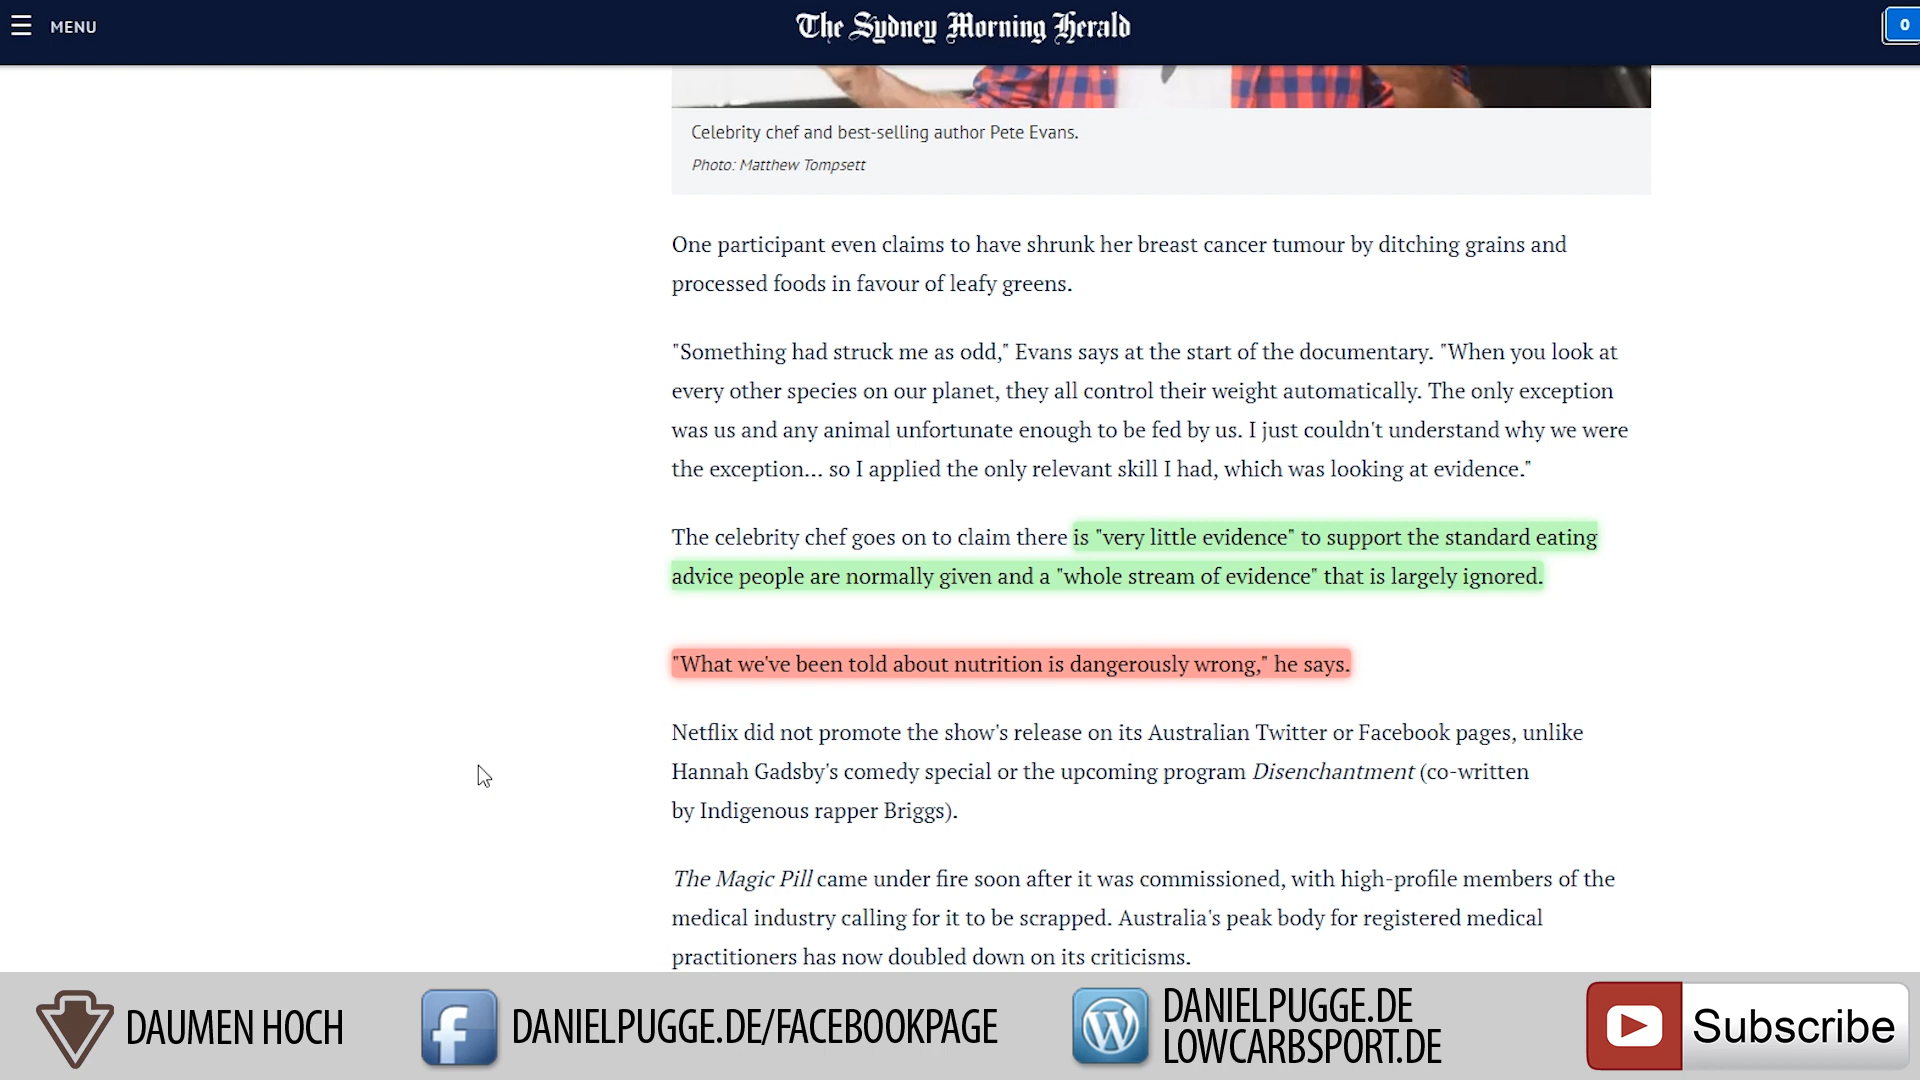 MENU
The Sydney Morning Herald
0
Celebrity chef and best-selling author Pete Evans.
Photo: Matthew Tompsett
One participant even claims to have shrunk her breast cancer tumour by ditching grains and
processed foods in favour of leafy greens.
"Something had struck me as odd," Evans says at the start of the documentary. "When you look at
every other species on our planet, they all control their weight automatically. The only exception
was us and any animal unfortunate enough to be fed by us. I just couldn't understand why we were
the exception... so I applied the only relevant skill I had, which was looking at evidence."
The celebrity chef goes on to claim there is "very little evidence" to support the standard eating
advice people are normally given and a "whole stream of evidence" that is largely ignored.
"What we've been told about nutrition is dangerously wrong," he says.
Netflix did not promote the show's release on its Australian Twitter or Facebook pages, unlike
Hannah Gadsby's comedy special or the upcoming program Disenchantment (co-written
by Indigenous rapper Briggs).
The Magic Pill came under fire soon after it was commissioned, with high-profile members of the
medical industry calling for it to be scrapped. Australia's peak body for registered medical
practitioners has now doubled down on its criticisms.
DAUMEN HOCH
DANIELPUGGE.DE/FACEBOOKPAGE
DANIELPUGGE.DE
LOWCARBSPORT.DE
Subscribe